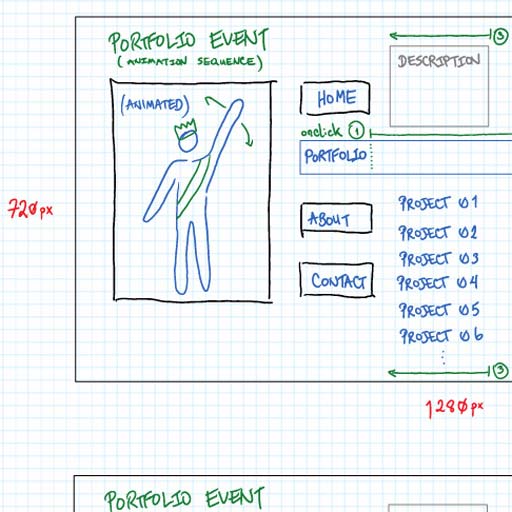 PORTFOLIO EVENT
(ANIMATION SEQUENCE)
3
DESCRIPTION
(ANIMATED)
HOME
onclick 1
PORTFOLIO
720px
ABOUT
CONTACT
PROJECT 01
PROJECT 02
PROJECT 03
PROJECT 04
PROJECT 05
PROJECT 06
3
1280px
PORTFOLIO EVENT